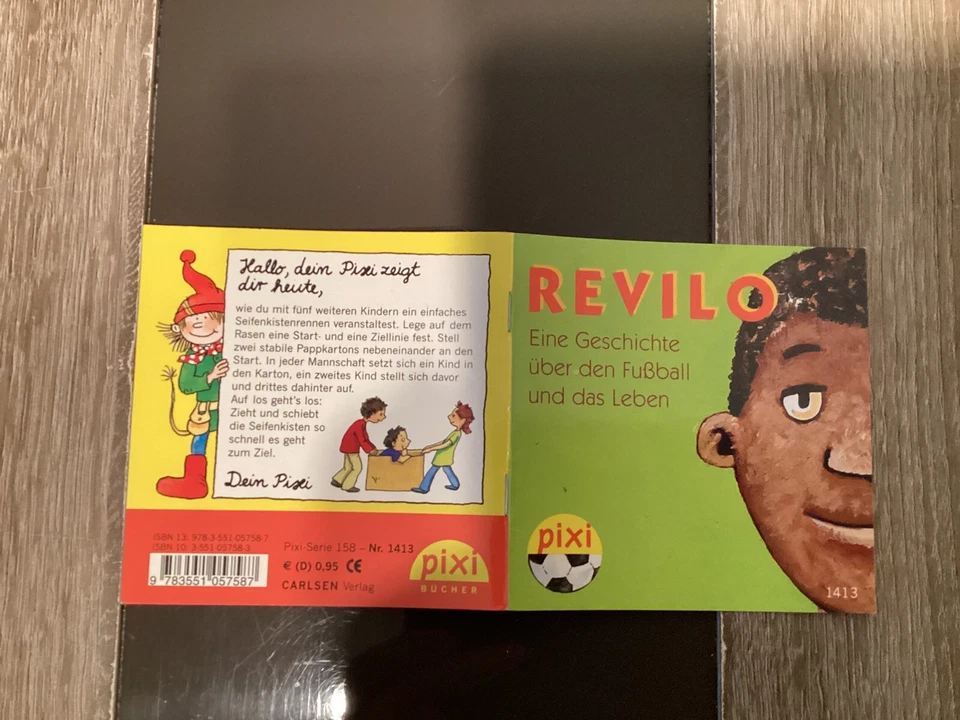 Hallo, dein Pixi zeigt
dir heute,
wie du mit fünf weiteren Kindern ein einfaches
Seifenkistenrennen veranstaltet. Lege auf dem
Rasen eine Start- und eine Ziellinie fest. Stell
zwei stabile Pappkartons nebeneinander an den
Start. In jeder Mannschaft setzt sich ein Kind in
den Karton, ein zweites Kind stellt sich davor
und drittes dahinter auf.
Auf los geht's los:
Zieht und schiebt
die Seifenkisten so
schnell es geht
zum Ziel.
Dein Pixi
ISBN 13: 978-3-551-05758-7
ISBN 10: 3-551-05758-3
9 783551 057587
Pixi-Serie 158 – Nr. 1413
€ (D) 0,95 CE
CARLSEN Verlag
pixi
BÜCHER
REVILO
Eine Geschichte
über den Fußball
und das Leben
pixi
1413